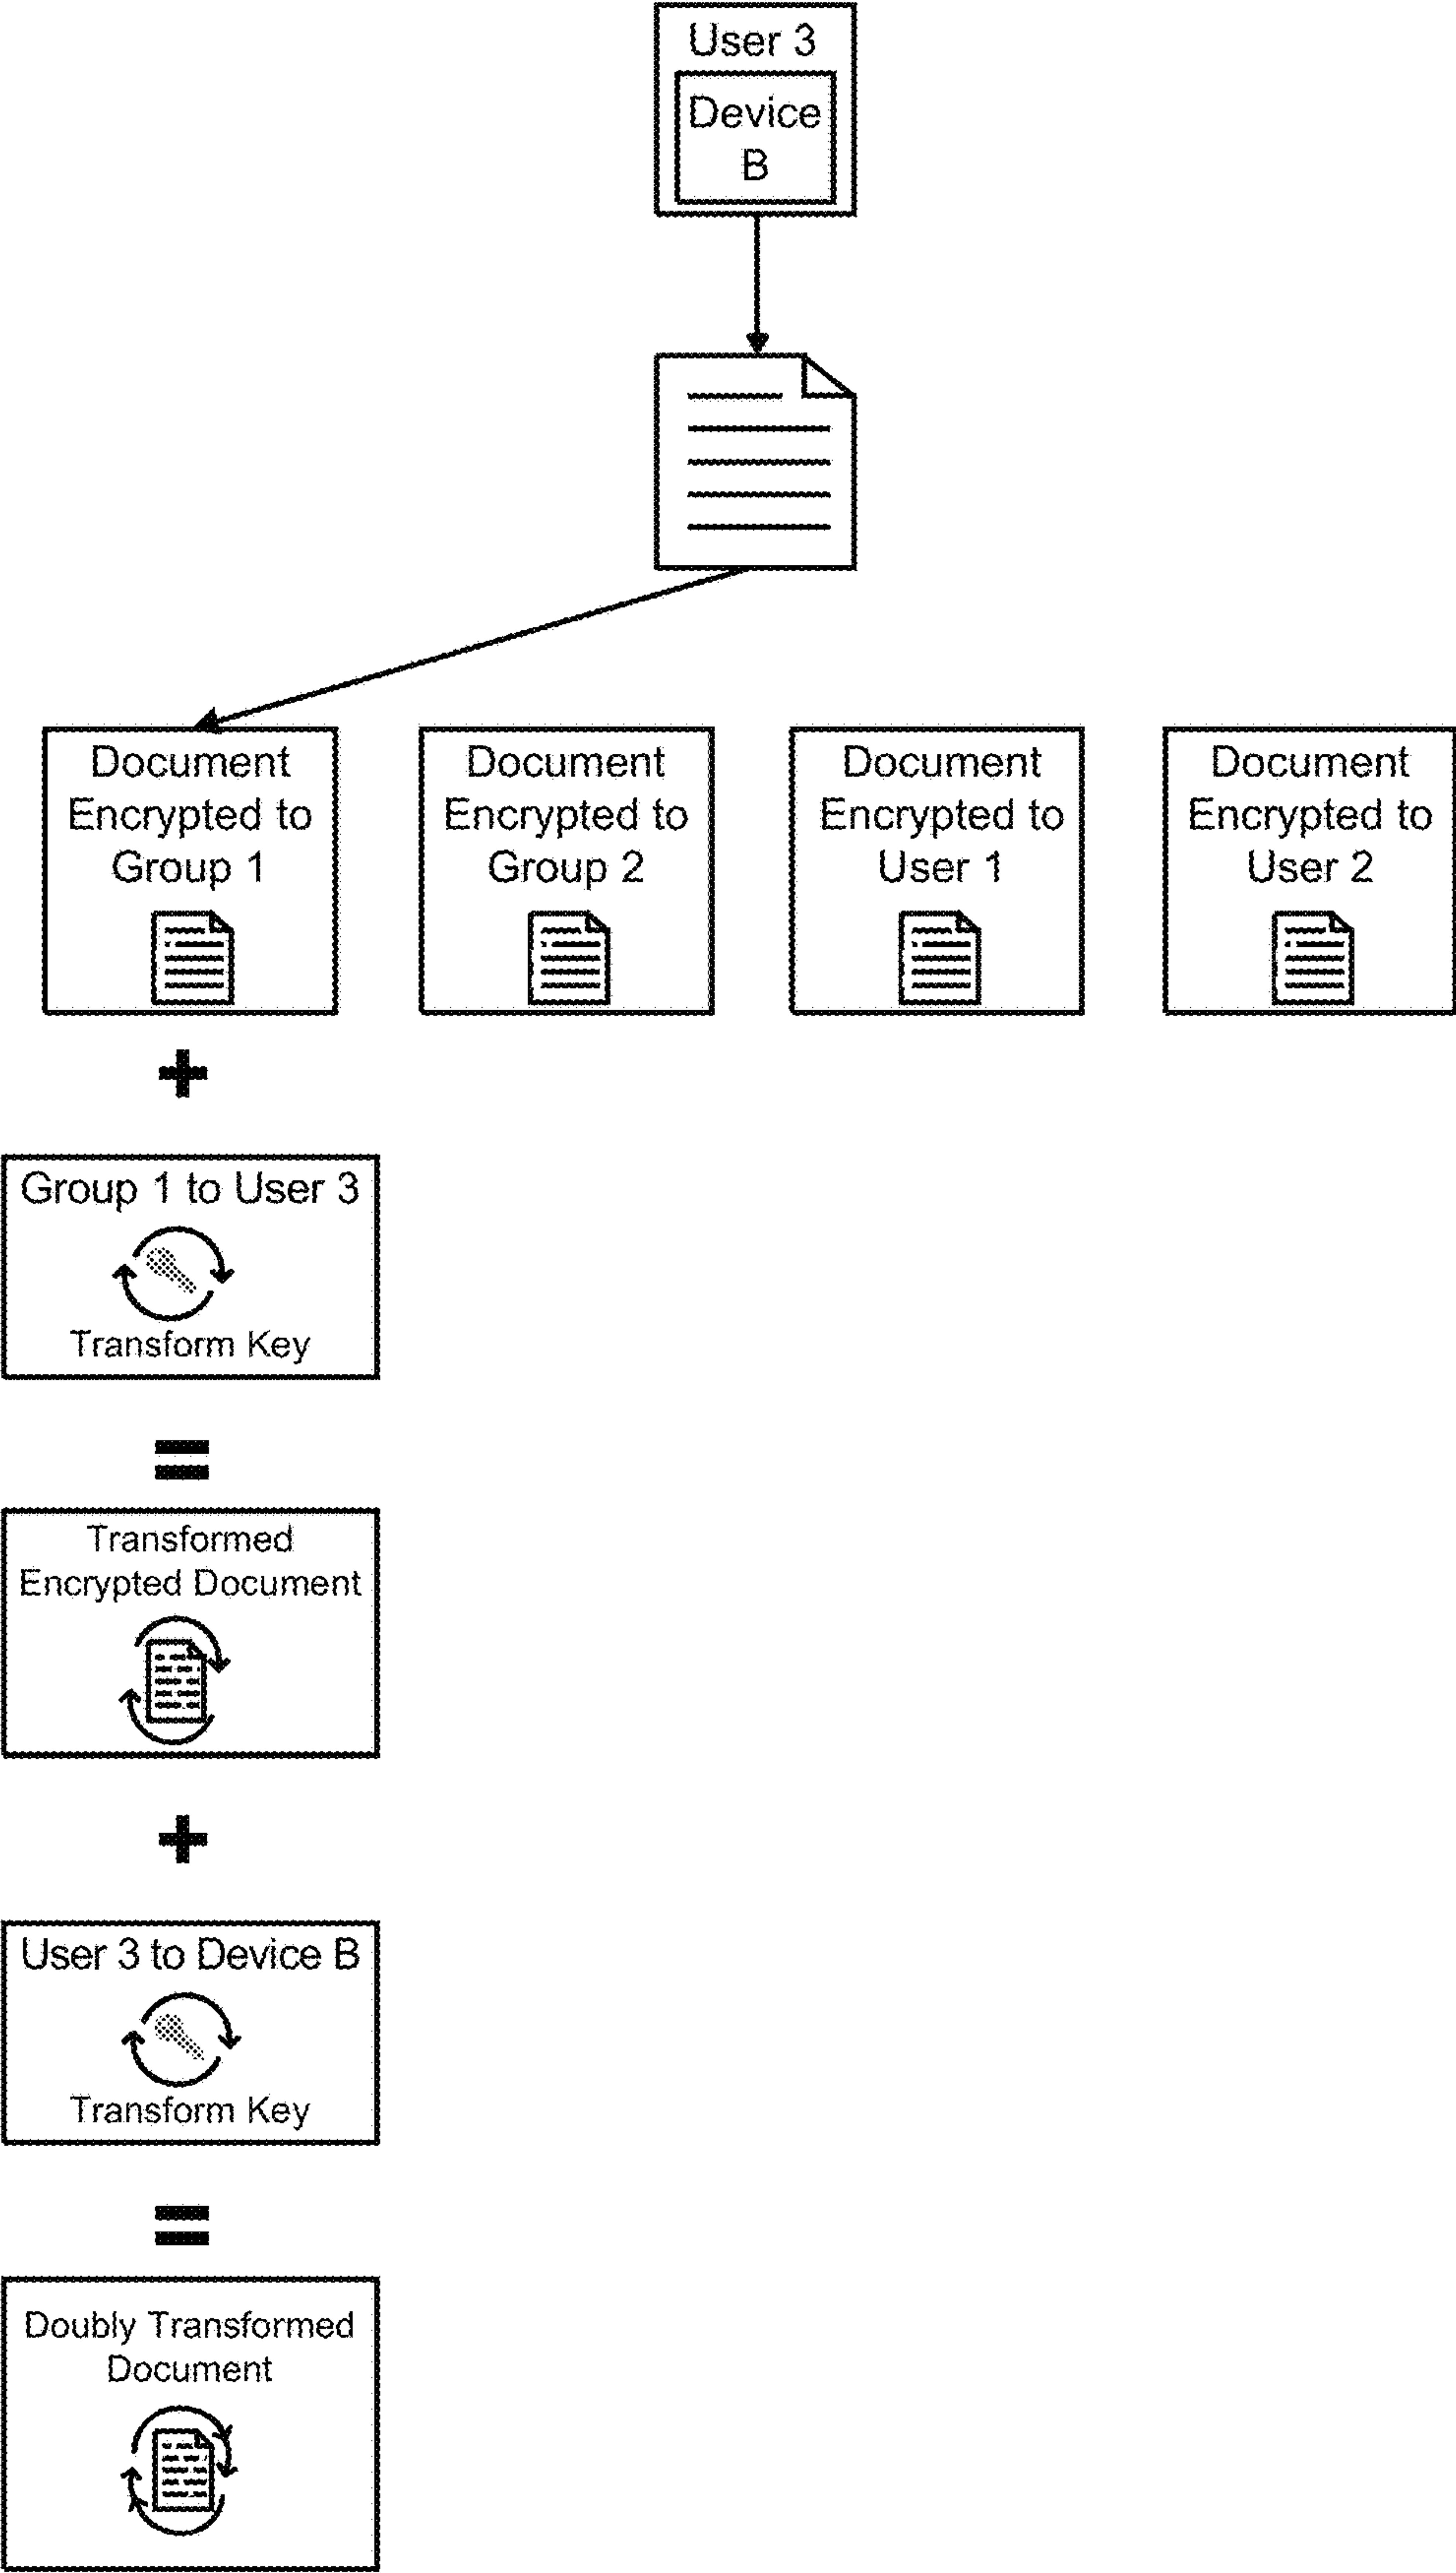 User 3
Device
B
Document
Encrypted to
Group 1
Document
Encrypted to
Group 2
Document
Encrypted to
User 1
Document
Encrypted to
User 2
+
Group 1 to User 3
Transform Key
=
Transformed
Encrypted Document
+
User 3 to Device B
Transform Key
=
Doubly Transformed
Document